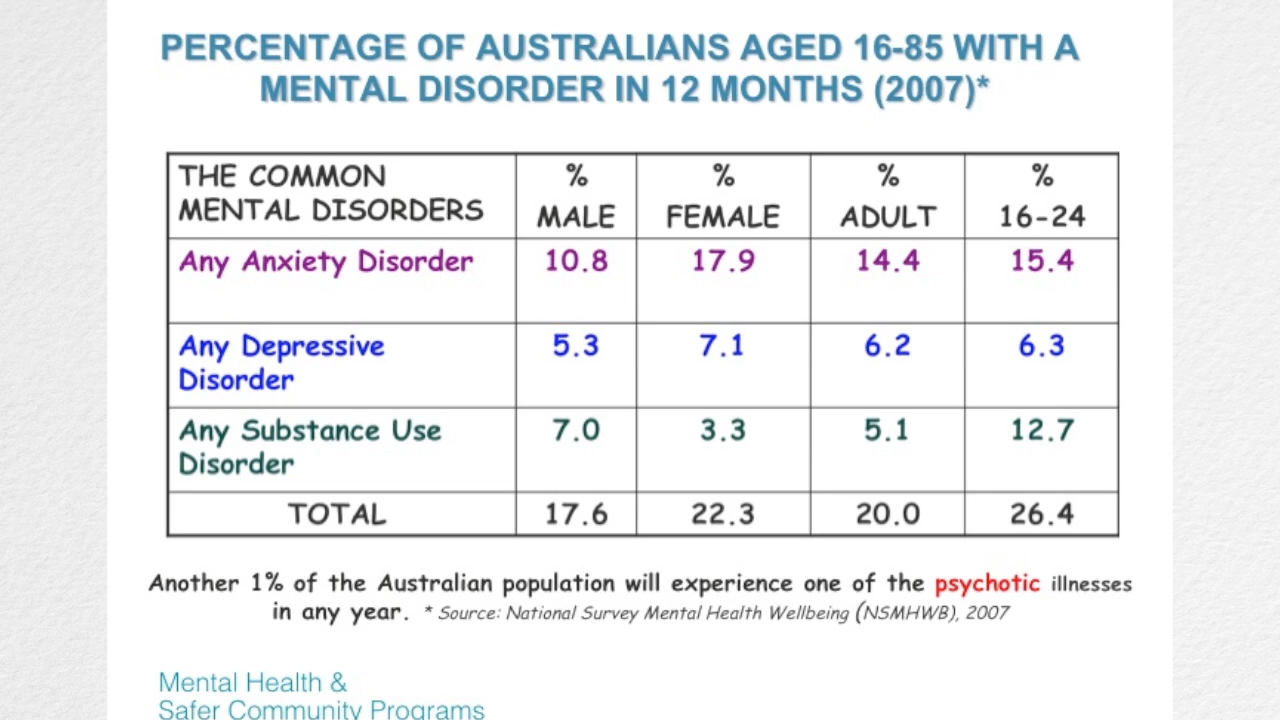 PERCENTAGE OF AUSTRALIANS AGED 16-85 WITH A
MENTAL DISORDER IN 12 MONTHS (2007)*
THE COMMON MENTAL DISORDERS % MALE % FEMALE % ADULT % 16-24
Any Anxiety Disorder 10.8 17.9 14.4 15.4
Any Depressive Disorder 5.3 7.1 6.2 6.3
Any Substance Use Disorder 7.0 3.3 5.1 12.7
TOTAL 17.6 22.3 20.0 26.4
Another 1% of the Australian population will experience one of the psychotic illnesses
in any year. * Source: National Survey Mental Health Wellbeing (NSMHWB), 2007
Mental Health &
Safer Community Programs